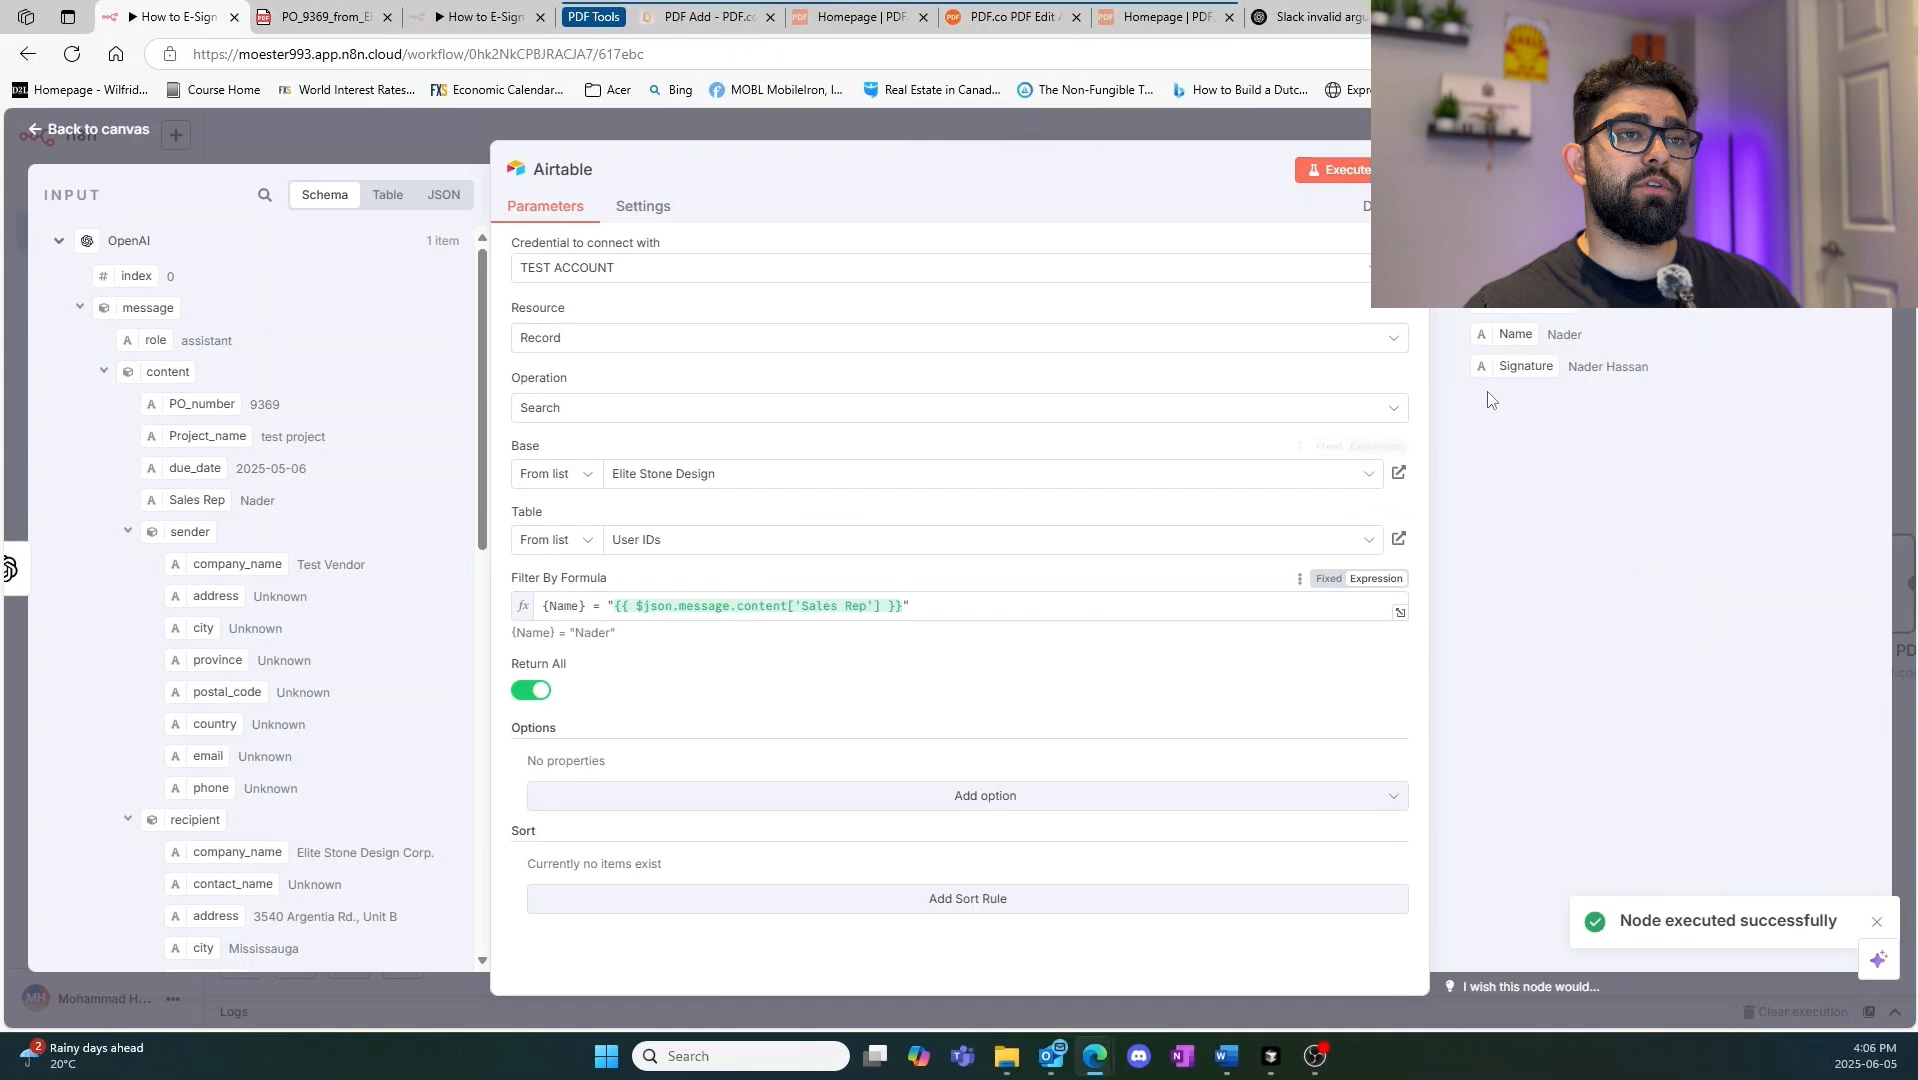 How to E-Sign
PO_9369_from_E
How to E-Sign
PDF Tools
PDF Add - PDF.c
Homepage | PDF.
PDF.co PDF Edit
Homepage | PDF.
Slack invalid argu
https://moester993.app.n8n.cloud/workflow/0hk2NkCPBJRACJA7/617ebc
D2L Homepage - Wilfrid...
Course Home
FXS World Interest Rates...
FXS Economic Calendar...
Acer
Bing
MOBL MobileIron, I...
Real Estate in Canad...
The Non-Fungible T...
How to Build a Dutc...
Expr
Back to canvas
INPUT
Schema
Table
JSON
OpenAI
1 item
# index 0
message
A role assistant
content
A PO_number 9369
A Project_name test project
A due_date 2025-05-06
A Sales Rep Nader
sender
A company_name Test Vendor
A address Unknown
A city Unknown
A province Unknown
A postal_code Unknown
A country Unknown
A email Unknown
A phone Unknown
recipient
A company_name Elite Stone Design Corp.
A contact_name Unknown
A address 3540 Argentia Rd., Unit B
A city Mississauga
Airtable
Execute
Parameters
Settings
D
Credential to connect with
TEST ACCOUNT
Resource
Record
Operation
Search
Base
Fixed Expression
From list
Elite Stone Design
Table
From list
User IDs
Filter By Formula
Fixed Expression
fx {Name} = "{{ $json.message.content['Sales Rep'] }}"
{Name} = "Nader"
Return All
Options
No properties
Add option
Sort
Currently no items exist
Add Sort Rule
A Name Nader
A Signature Nader Hassan
PD
Node executed successfully
I wish this node would...
MH Mohammad H...
Logs
Clear execution
2
Rainy days ahead
20°C
Search
4:06 PM
2025-06-05